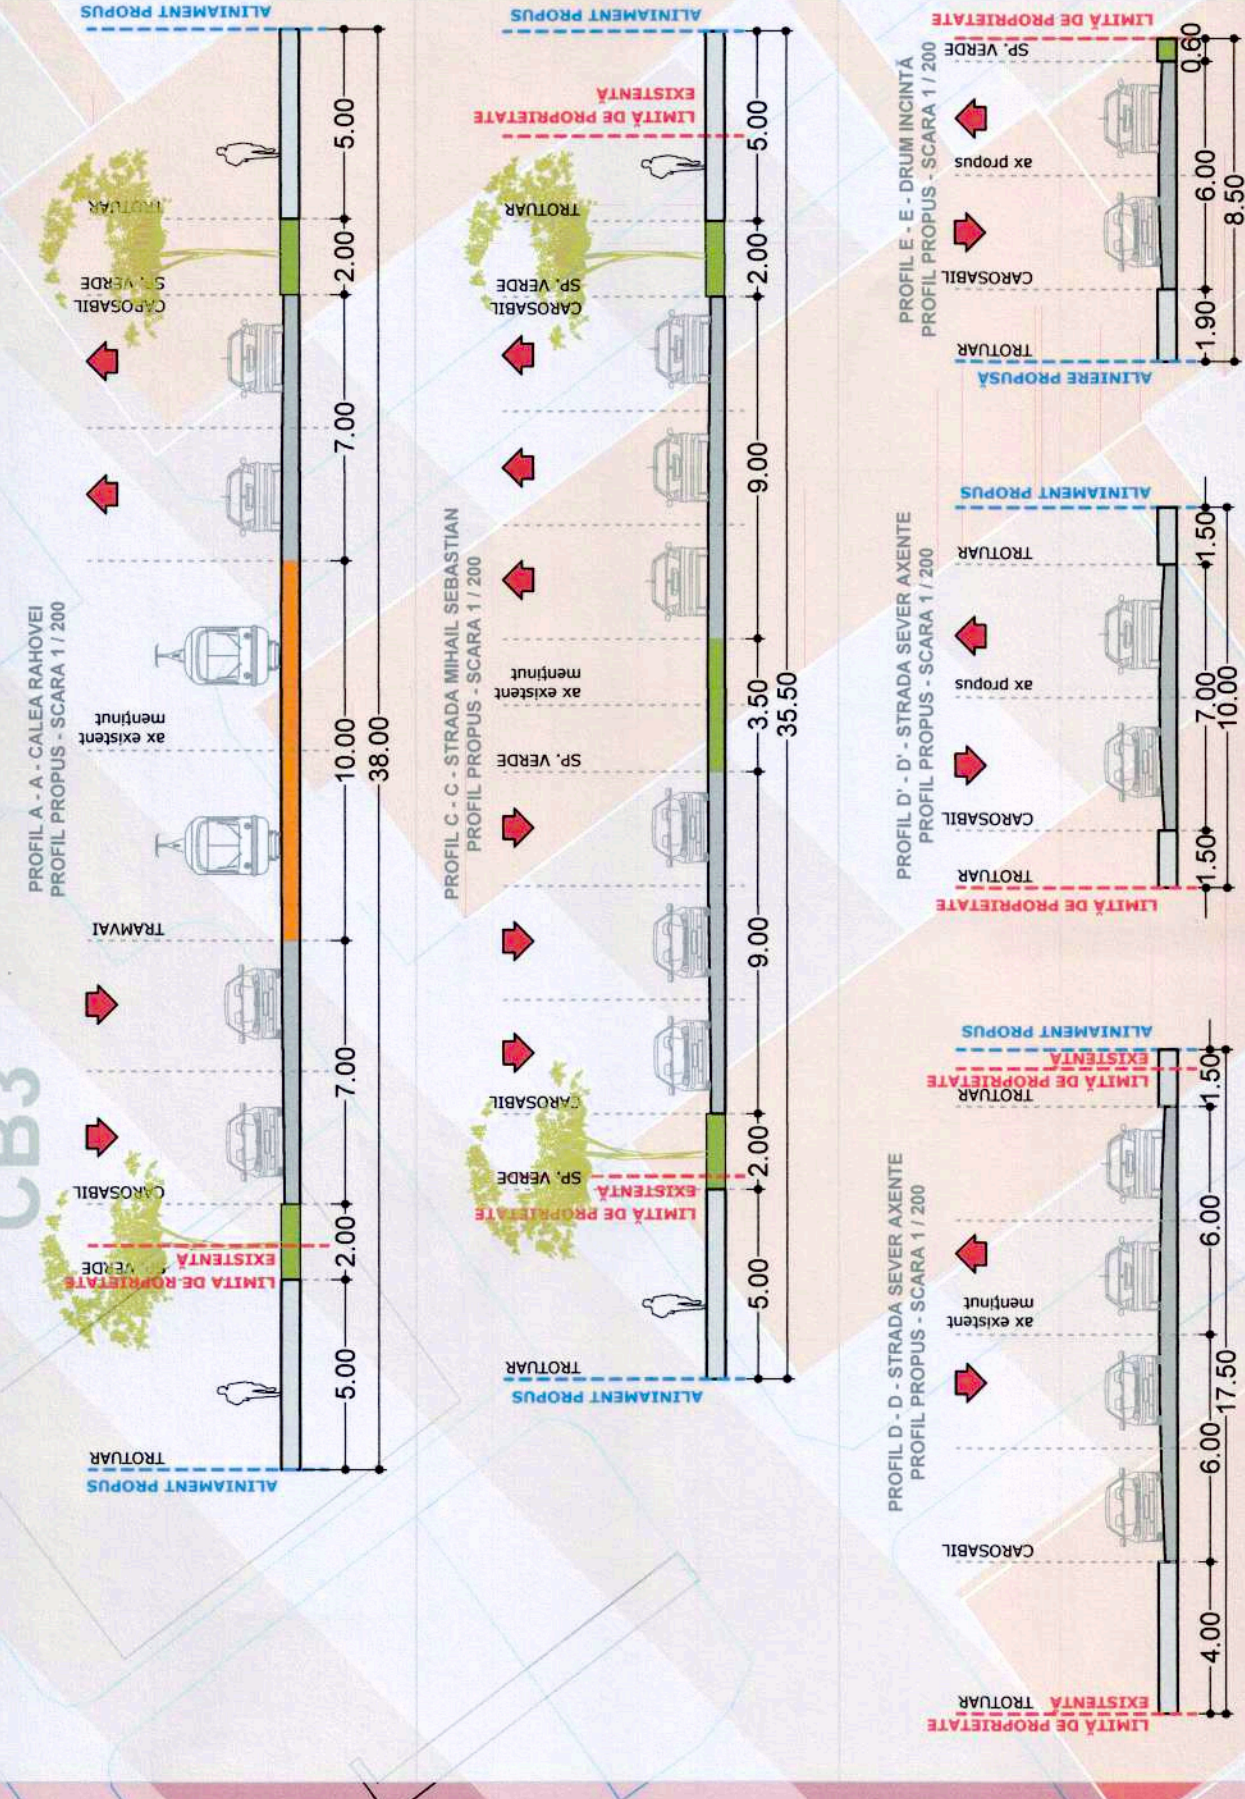 CB3
PROFIL A - A - CALEA RAHOVEI
PROFIL PROPUS - SCARA 1 / 200
ALINIAMENT PROPUS
TROTUAR
LIMITĂ DE ROPRIETATE
EXISTENTĂ
SP. VERDE
CAROSABIL
TRAMVAI
ax existent
menținut
CAROSABIL
SP. VERDE
TROTUAR
ALINIAMENT PROPUS
5.00
2.00
7.00
10.00
7.00
2.00
5.00
38.00
PROFIL C - C - STRADA MIHAIL SEBASTIAN
PROFIL PROPUS - SCARA 1 / 200
ALINIAMENT PROPUS
TROTUAR
LIMITĂ DE PROPRIETATE
EXISTENTĂ
SP. VERDE
CAROSABIL
SP. VERDE
ax existent
menținut
CAROSABIL
SP. VERDE
TROTUAR
LIMITĂ DE PROPRIETATE
EXISTENTĂ
ALINIAMENT PROPUS
5.00
2.00
9.00
3.50
9.00
2.00
5.00
35.50
PROFIL D - D - STRADA SEVER AXENTE
PROFIL PROPUS - SCARA 1 / 200
LIMITĂ DE PROPRIETATE
EXISTENTĂ
TROTUAR
CAROSABIL
ax existent
menținut
TROTUAR
LIMITĂ DE PROPRIETATE
EXISTENTĂ
ALINIAMENT PROPUS
4.00
6.00
6.00
1.50
17.50
PROFIL D' - D' - STRADA SEVER AXENTE
PROFIL PROPUS - SCARA 1 / 200
LIMITĂ DE PROPRIETATE
TROTUAR
CAROSABIL
ax propus
TROTUAR
ALINIAMENT PROPUS
1.50
7.00
1.50
10.00
PROFIL E - E - DRUM INCINTĂ
PROFIL PROPUS - SCARA 1 / 200
ALINIERE PROPUSĂ
TROTUAR
CAROSABIL
ax propus
SP. VERDE
LIMITĂ DE PROPRIETATE
1.90
6.00
0.60
8.50